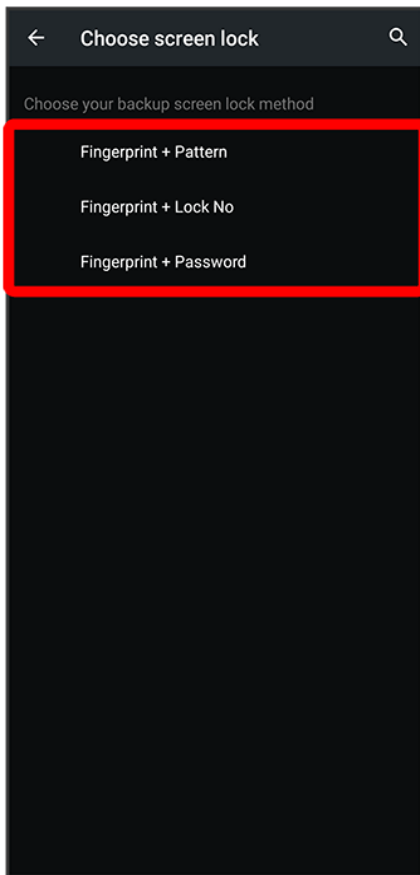 Choose screen lock
Choose your backup screen lock method
Fingerprint + Pattern
Fingerprint + Lock No
Fingerprint + Password